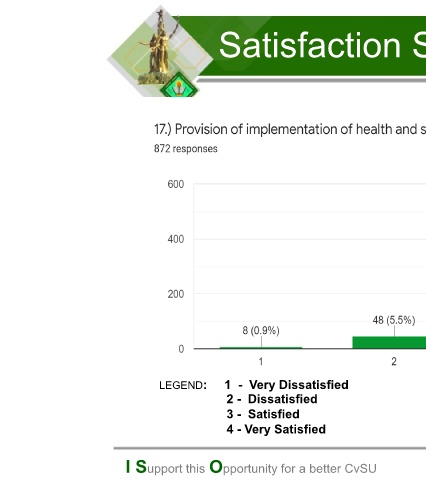 Satisfaction S
17.) Provision of implementation of health and s
872 responses
600
400
200
0
8 (0.9%)
48 (5.5%)
1
2
LEGEND: 1 - Very Dissatisfied
2 - Dissatisfied
3 - Satisfied
4 - Very Satisfied
I Support this Opportunity for a better CvSU